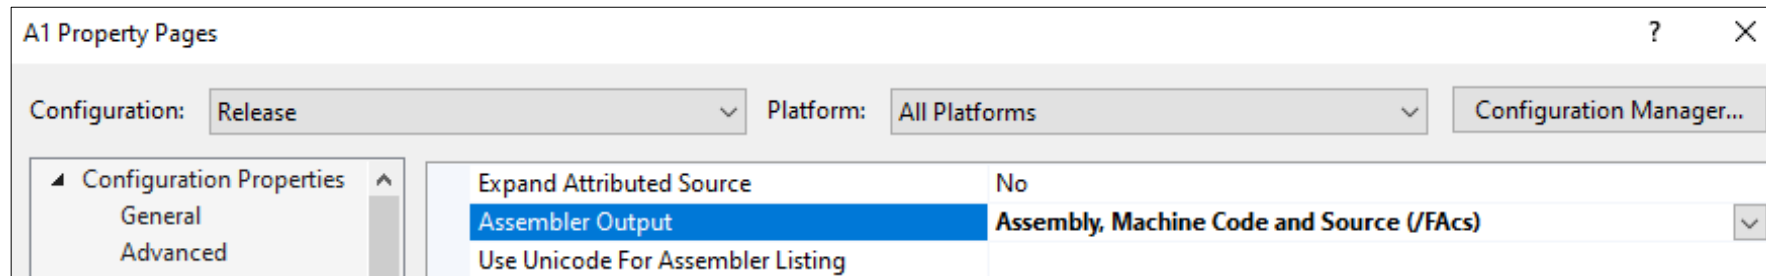 A1 Property Pages ?
Configuration: Release Platform: All Platforms Configuration Manager...
Configuration Properties
General
Advanced
Expand Attributed Source No
Assembler Output Assembly, Machine Code and Source (/FAcs)
Use Unicode For Assembler Listing